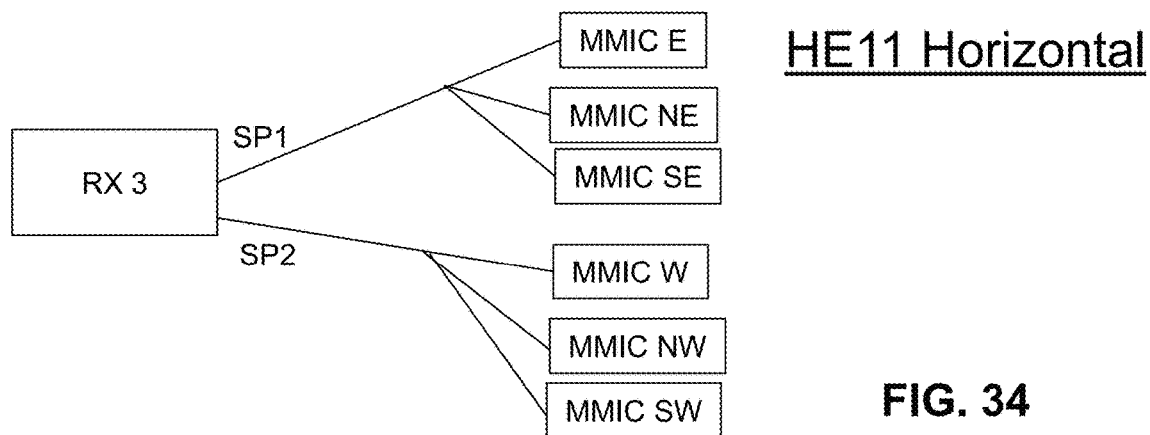 MMIC E
HE11 Horizontal
MMIC NE
SP1
MMIC SE
RX 3
SP2
MMIC W
MMIC NW
MMIC SW
FIG. 34